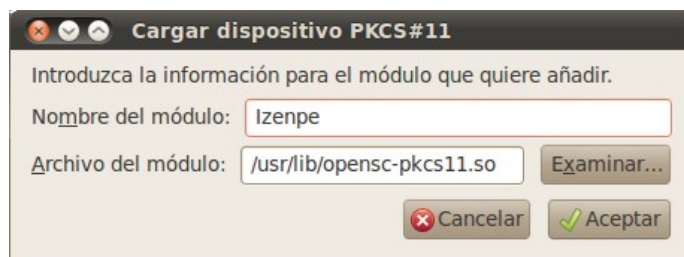 Cargar dispositivo PKCS#11
Introduzca la información para el módulo que quiere añadir.
Nombre del módulo: Izenpe
Archivo del módulo: /usr/lib/opensc-pkcs11.so Examinar...
Cancelar Aceptar